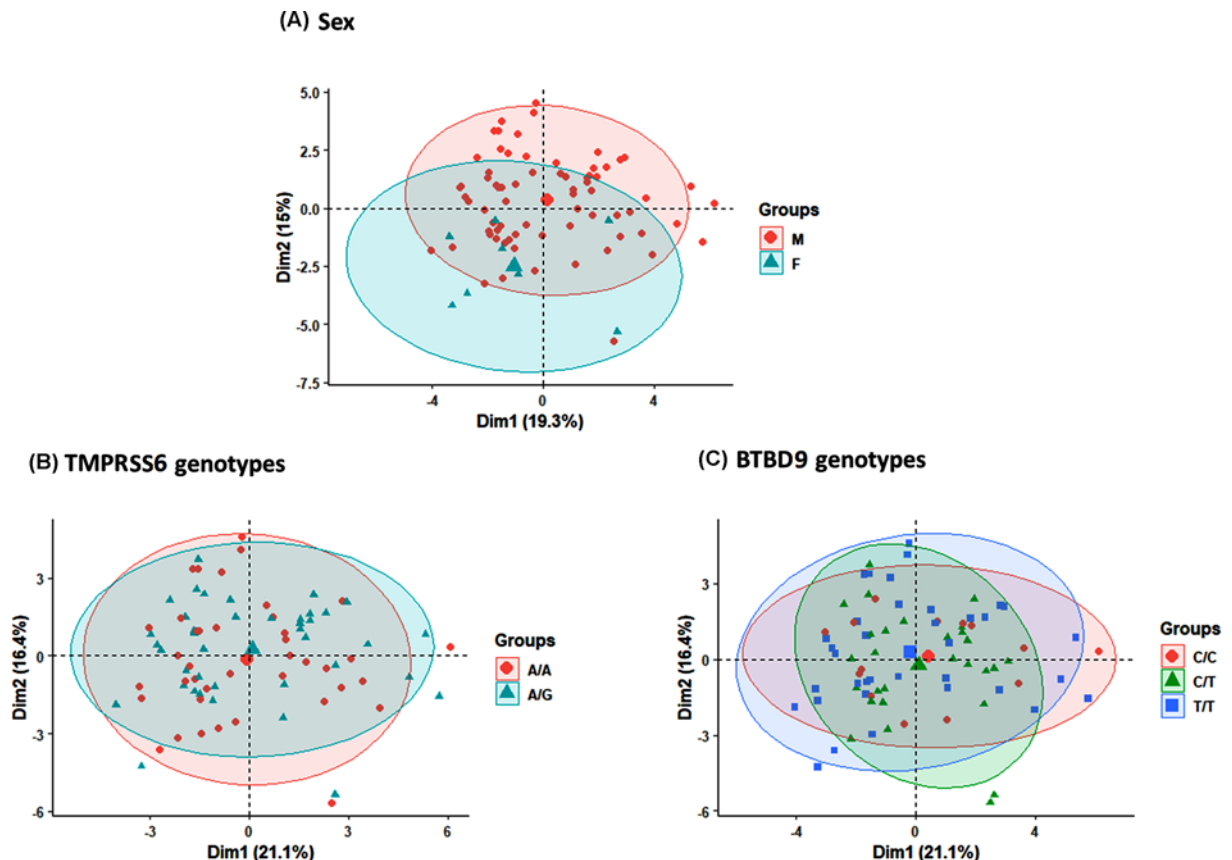 (A) Sex
5.0
2.5
0.0
-2.5
-5.0
-7.5
Dim2 (15%)
-4
0
4
Dim1 (19.3%)
Groups
M
F
(B) TMPRSS6 genotypes
3
0
-3
-6
Dim2 (16.4%)
-3
0
3
6
Dim1 (21.1%)
Groups
A/A
A/G
(C) BTBD9 genotypes
3
0
-3
-6
Dim2 (16.4%)
-4
0
4
Dim1 (21.1%)
Groups
C/C
C/T
T/T